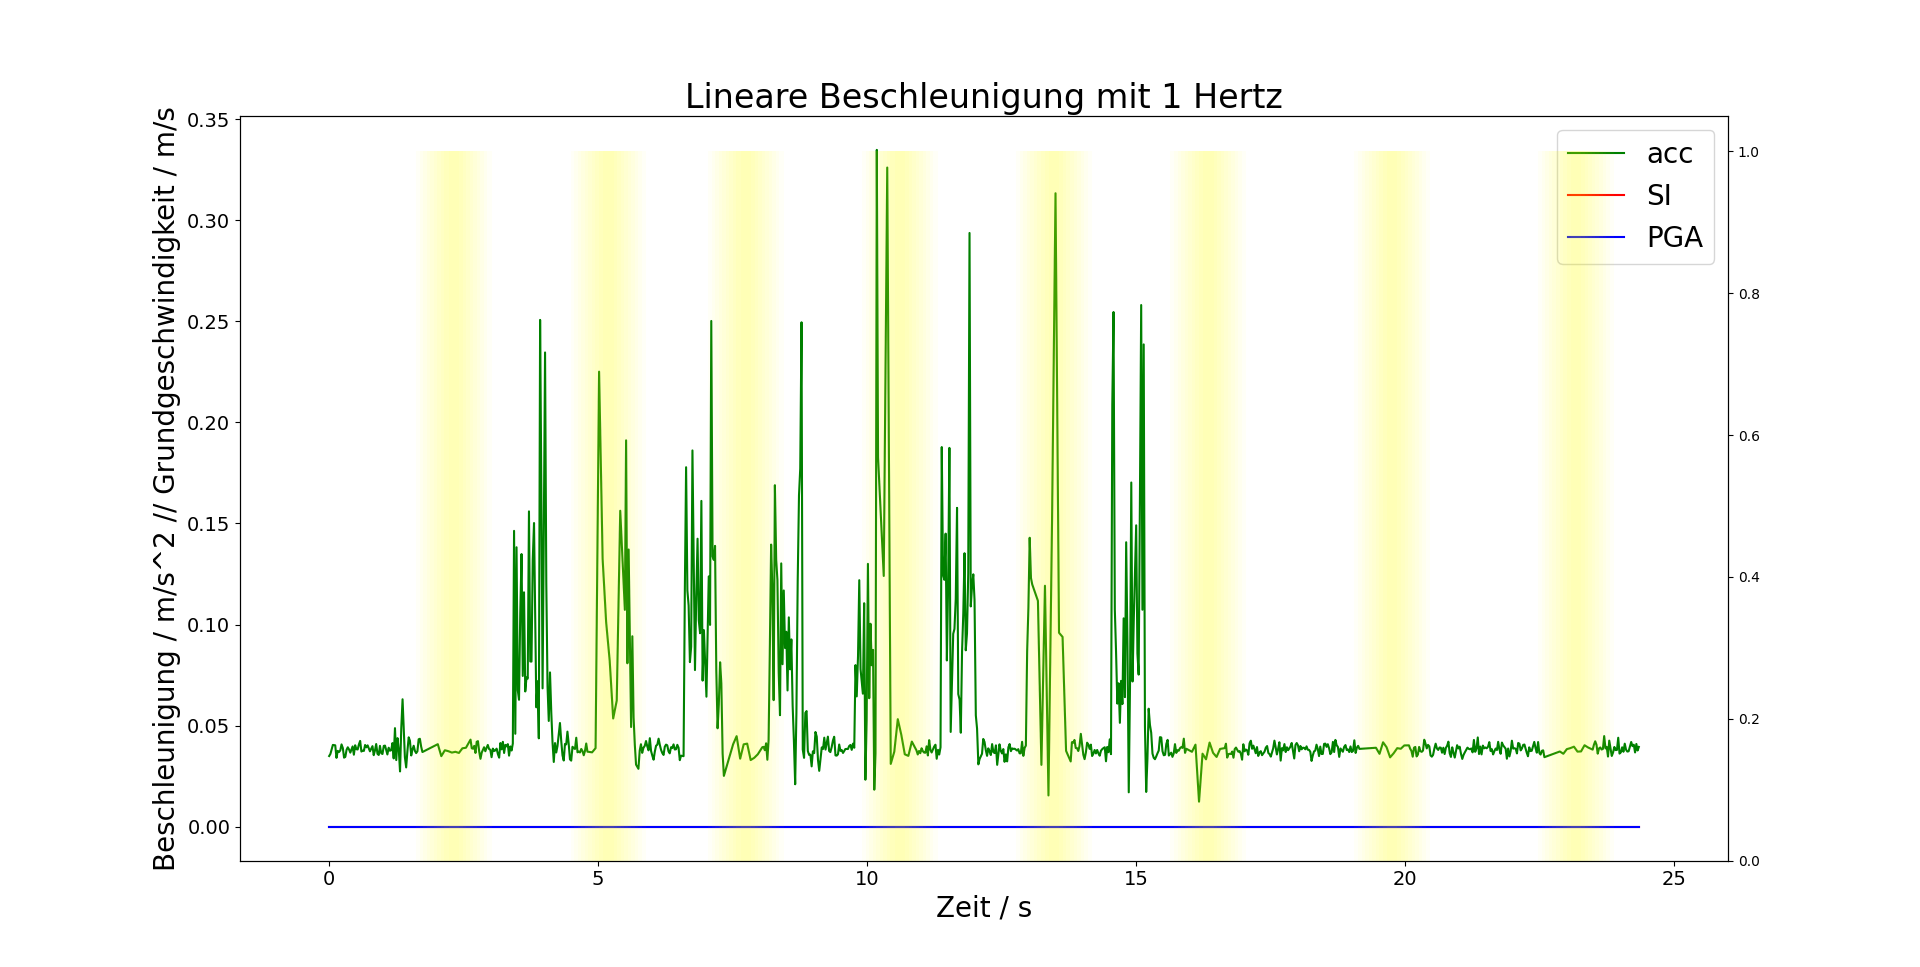 Lineare Beschleunigung mit 1 Hertz
Beschleunigung / m/s^2 // Grundgeschwindigkeit / m/s
0.35
0.30
0.25
0.20
0.15
0.10
0.05
0.00
acc
SI
PGA
1.0
0.8
0.6
0.4
0.2
0.0
0 5 10 15 20 25
Zeit / s